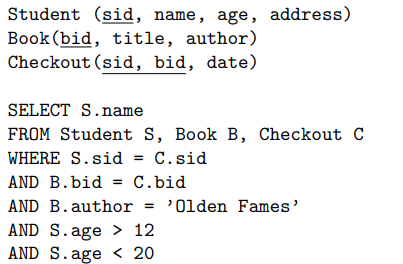 Student (sid, name, age, address)
Book(bid, title, author)
Checkout(sid, bid, date)
SELECT S.name
FROM Student S, Book B, Checkout C
WHERE S.sid = C.sid
AND B.bid = C.bid
AND B.author = ’Olden Fames’
AND S.age > 12
AND S.age < 20